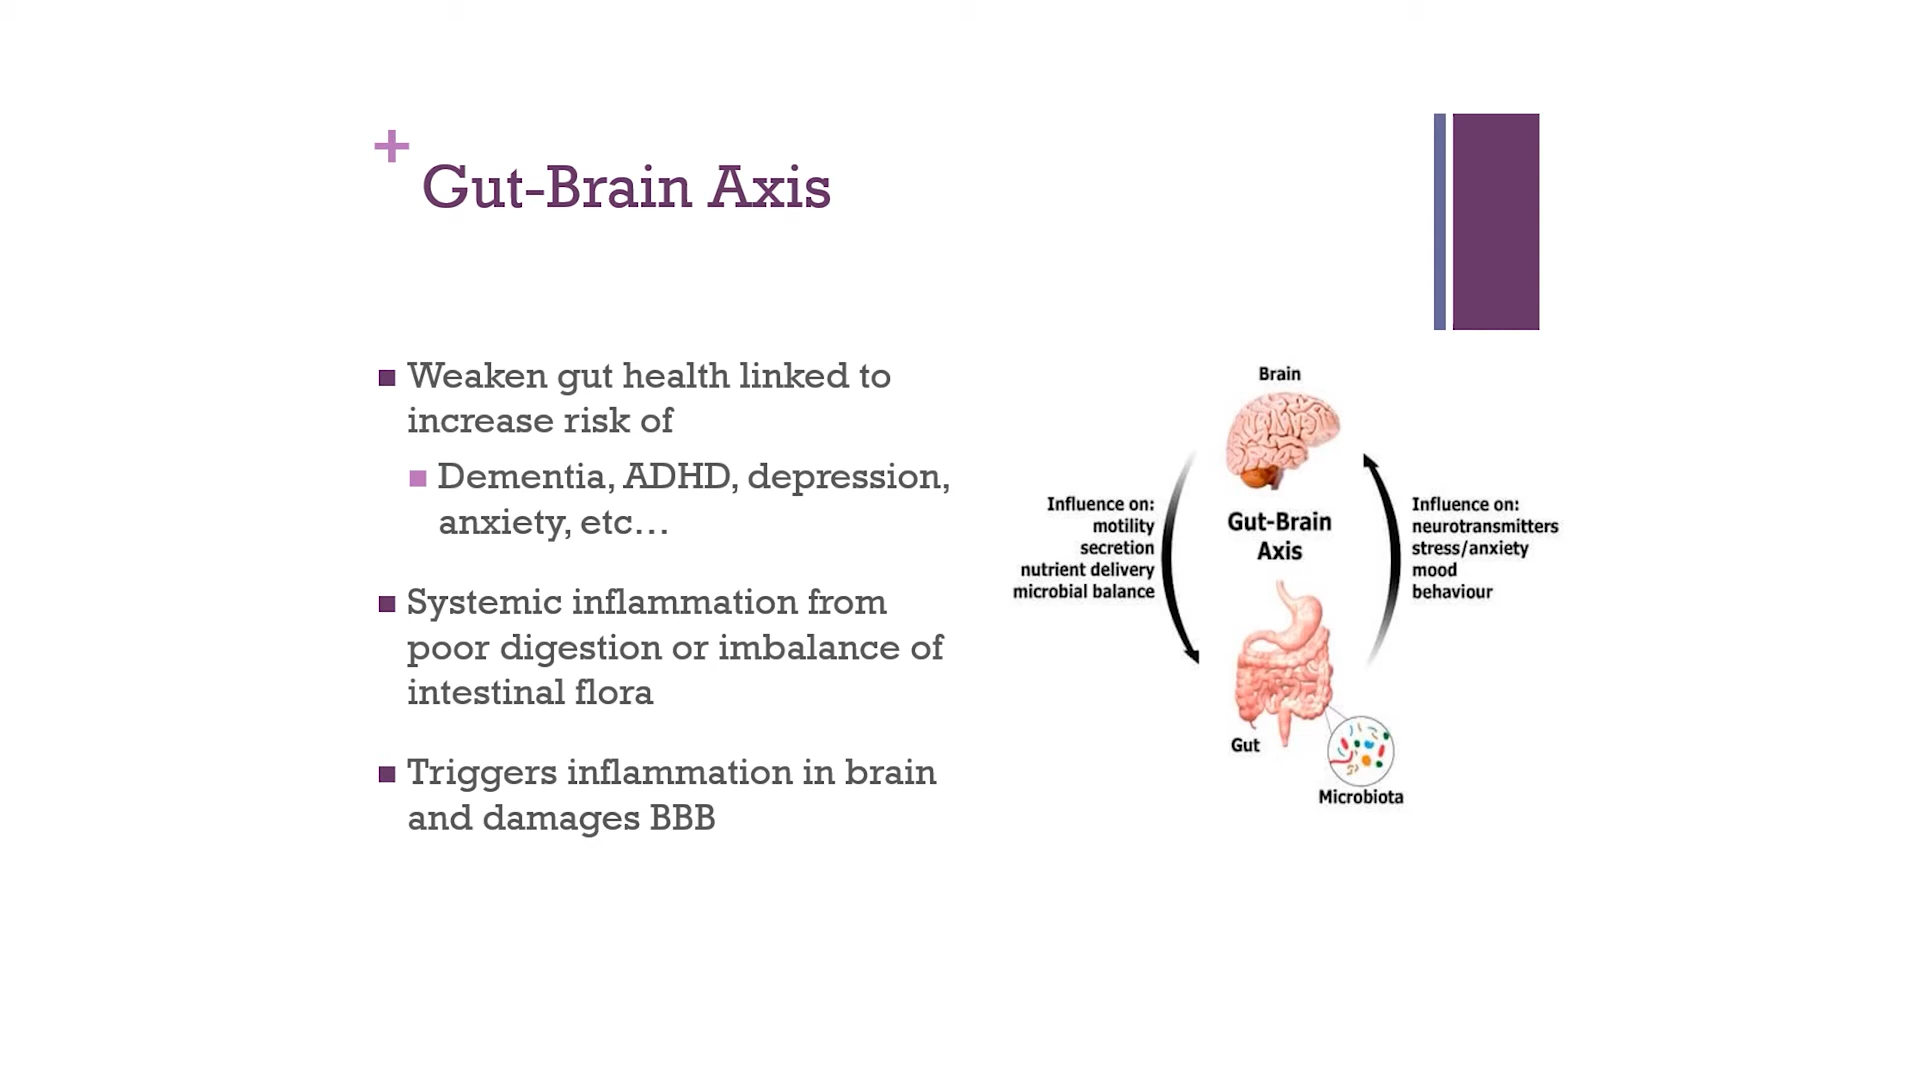 +
Gut-Brain Axis
Weaken gut health linked to
increase risk of
Dementia, ADHD, depression,
anxiety, etc…
Systemic inflammation from
poor digestion or imbalance of
intestinal flora
Triggers inflammation in brain
and damages BBB
Brain
Influence on:
motility
secretion
nutrient delivery
microbial balance
Gut-Brain
Axis
Influence on:
neurotransmitters
stress/anxiety
mood
behaviour
Gut
Microbiota